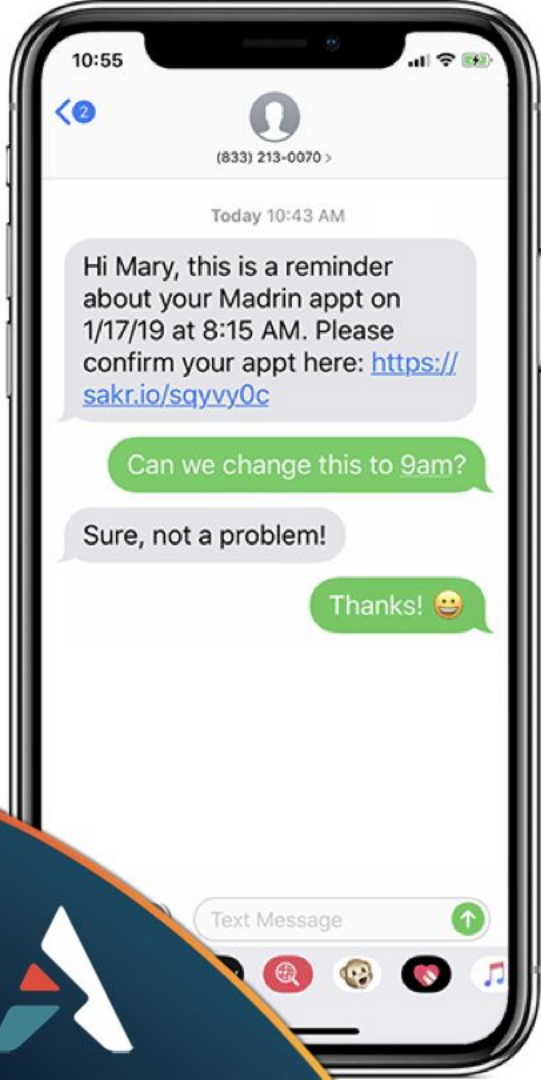 10:55
2
(833) 213-0070 >
Today 10:43 AM
Hi Mary, this is a reminder
about your Madrin appt on
1/17/19 at 8:15 AM. Please
confirm your appt here: https://
sakr.io/sqyvy0c
Can we change this to 9am?
Sure, not a problem!
Thanks! 😀
Text Message